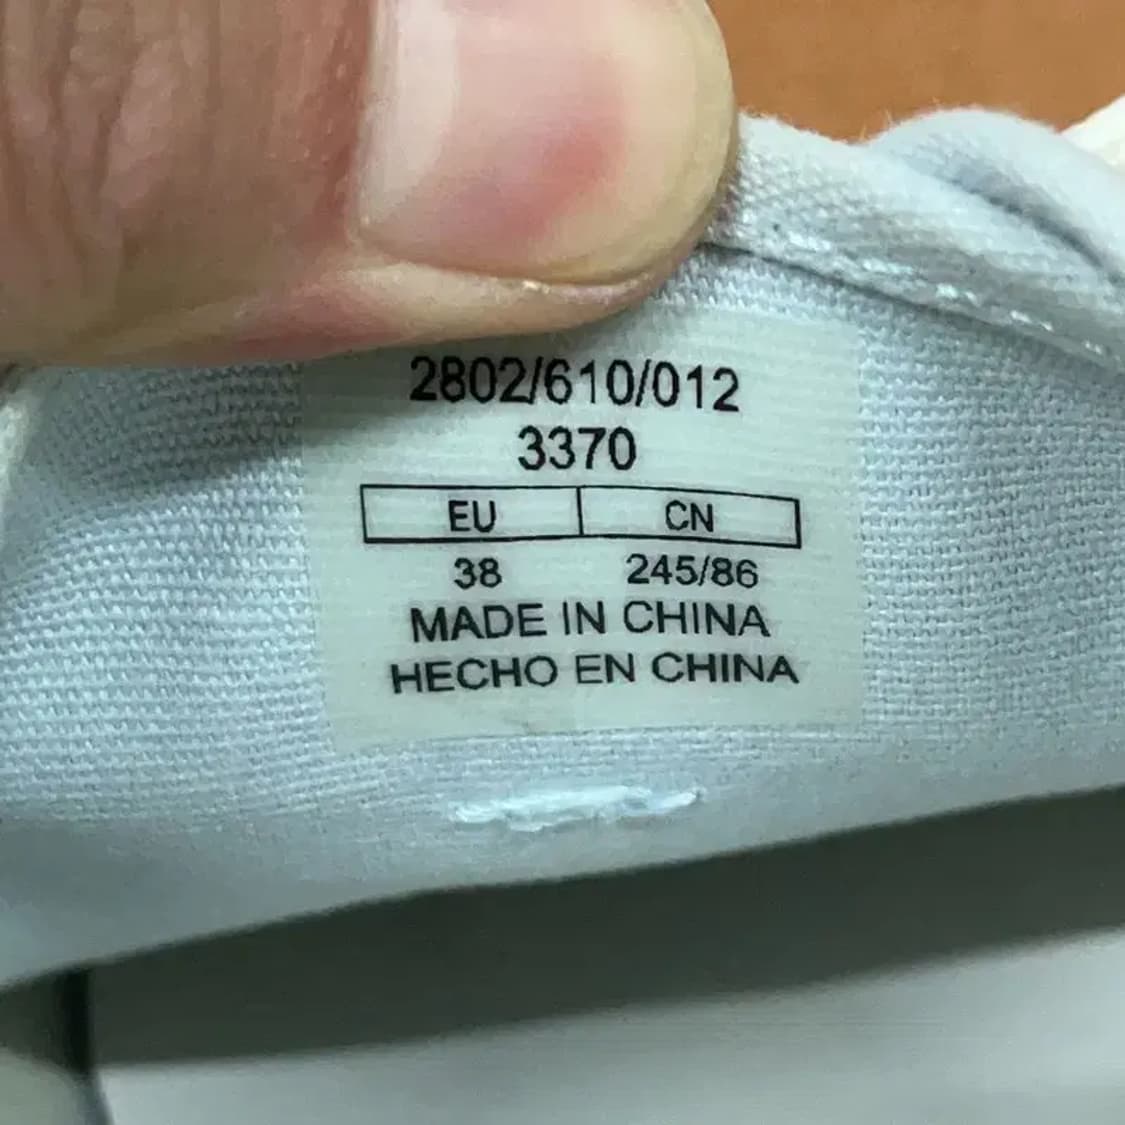 2802/610/012
3370
EU CN
38 245/86
MADE IN CHINA
HECHO EN CHINA